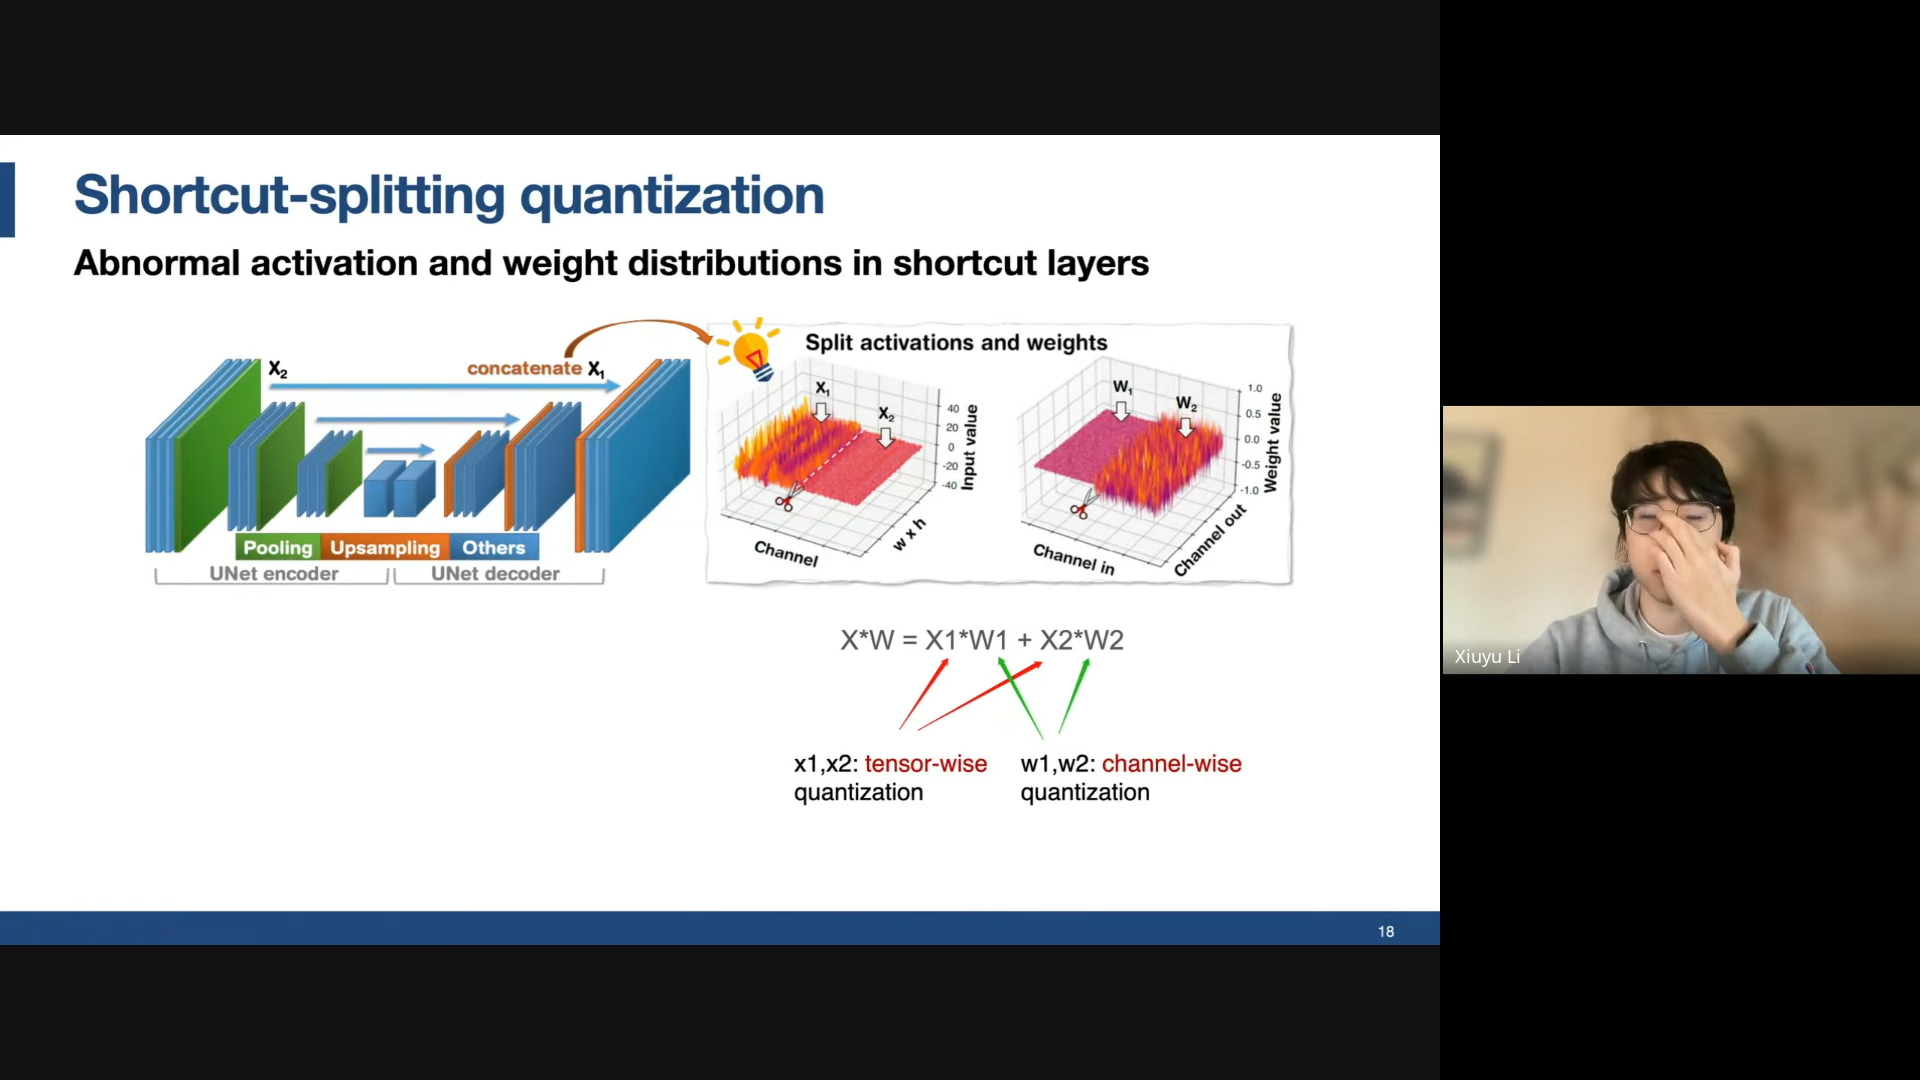 Shortcut-splitting quantization
Abnormal activation and weight distributions in shortcut layers
X₂
concatenate X₁
Pooling Upsampling Others
UNet encoder UNet decoder
Split activations and weights
X₁
X₂
40
20
0
-20
-40
Input value
Channel
w x h
W₁
W₂
1.0
0.5
0.0
-0.5
-1.0
Weight value
Channel in
Channel out
X*W = X1*W1 + X2*W2
x1,x2: tensor-wise
quantization
w1,w2: channel-wise
quantization
18
Xiuyu Li